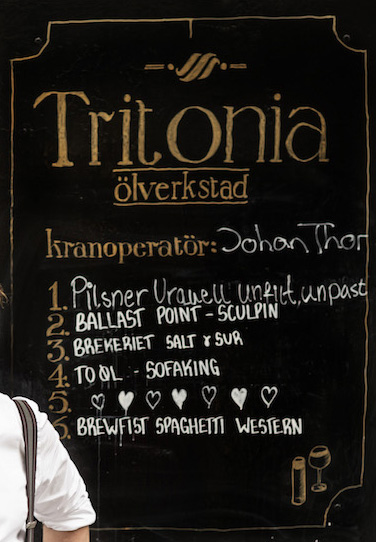 Tritonia
ölverkstad
kranoperatör: Johan Thor
1. Pilsner Urquell unfilt, unpast
2. BALLAST POINT - SCULPIN
3. BREKERIET SALT & SUR
4. TO ØL - SOFAKING
5. ♡ ♥ ♡ ♥ ♡ ♥ ♡
6. BREWFIST SPAGHETTI WESTERN